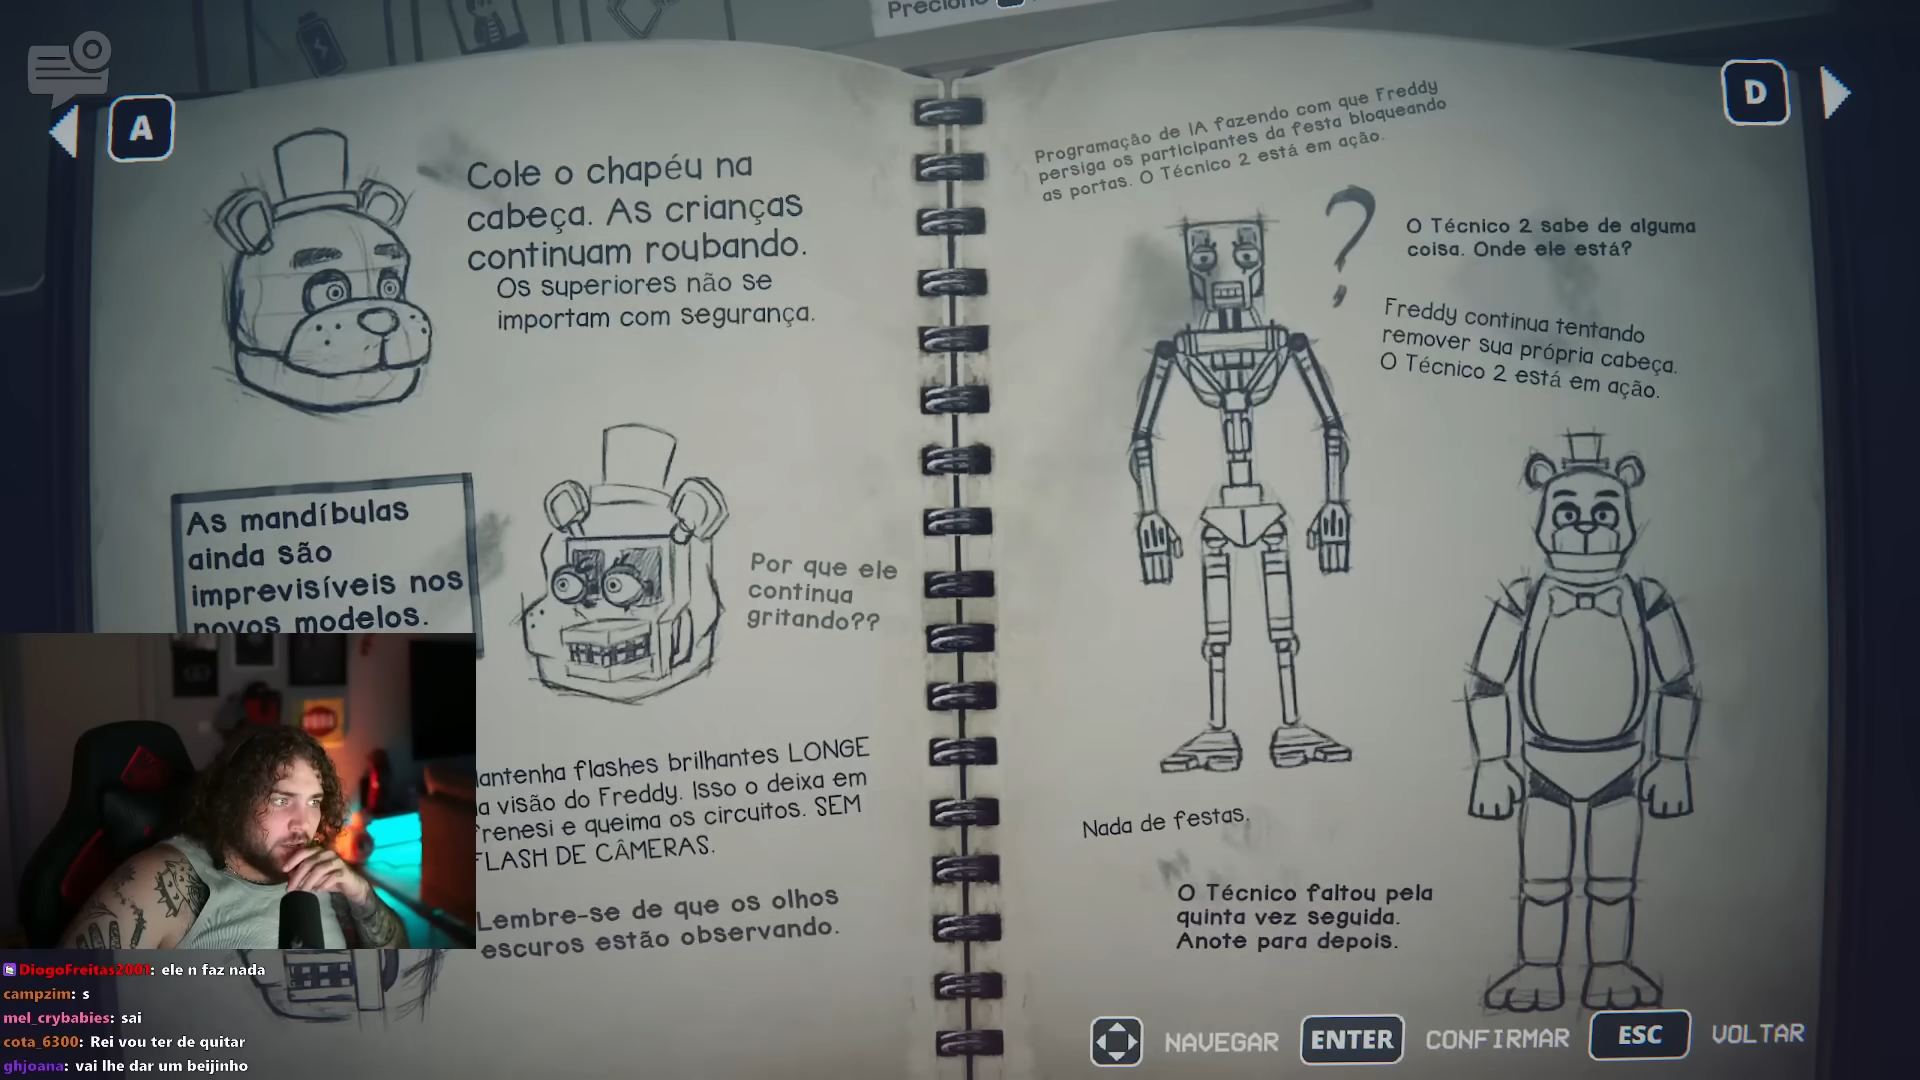 A
D
Cole o chapéu na
cabeça. As crianças
continuam roubando.
Os superiores não se
importam com segurança.
As mandíbulas
ainda são
imprevisíveis nos
novos modelos.
Por que ele
continua
gritando??
antenha flashes brilhantes LONGE
a visão do Freddy. Isso o deixa em
renesi e queima os circuitos. SEM
FLASH DE CÂMERAS.
Lembre-se de que os olhos
escuros estão observando.
Programação de IA fazendo com que Freddy
persiga os participantes da festa bloqueando
as portas. O Técnico 2 está em ação.
?
O Técnico 2 sabe de alguma
coisa. Onde ele está?
Freddy continua tentando
remover sua própria cabeça.
O Técnico 2 está em ação.
Nada de festas.
O Técnico faltou pela
quinta vez seguida.
Anote para depois.
DiogoFreitas2001: ele n faz nada
campzim: s
mel_crybabies: sai
cota_6300: Rei vou ter de quitar
ghjoana: vai lhe dar um beijinho
NAVEGAR ENTER CONFIRMAR ESC VOLTAR